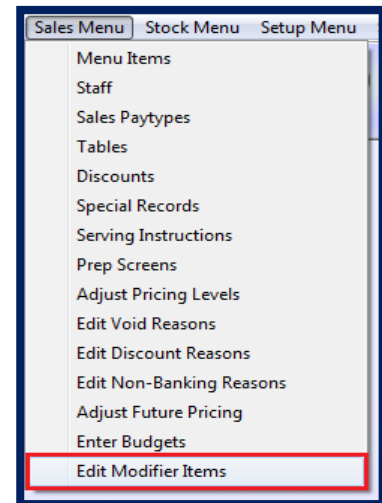 Sales Menu Stock Menu Setup Menu
Menu Items
Staff
Sales Paytypes
Tables
Discounts
Special Records
Serving Instructions
Prep Screens
Adjust Pricing Levels
Edit Void Reasons
Edit Discount Reasons
Edit Non-Banking Reasons
Adjust Future Pricing
Enter Budgets
Edit Modifier Items